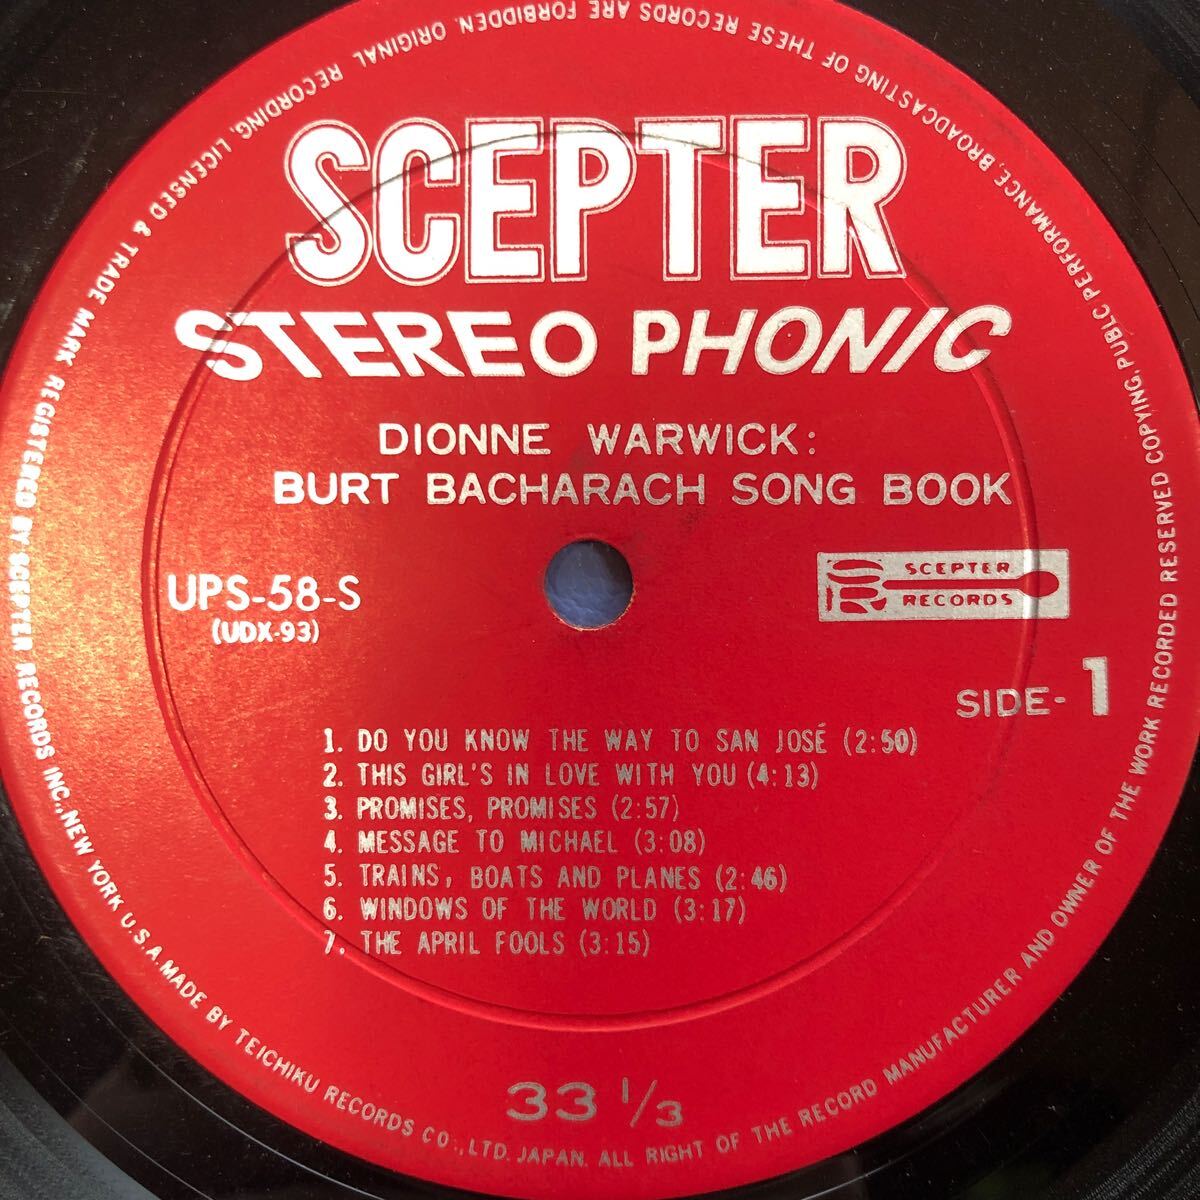 SCEPTER
STEREO PHONIC
DIONNE WARWICK:
BURT BACHARACH SONG BOOK
UPS-58-S
(UDX-93)
SR SCEPTER RECORDS
SIDE-1
1. DO YOU KNOW THE WAY TO SAN JOSÉ (2:50)
2. THIS GIRL'S IN LOVE WITH YOU (4:13)
3. PROMISES, PROMISES (2:57)
4. MESSAGE TO MICHAEL (3:08)
5. TRAINS, BOATS AND PLANES (2:46)
6. WINDOWS OF THE WORLD (3:17)
7. THE APRIL FOOLS (3:15)
33 1/3
ORIGINAL RECORDING, LICENSED & TRADE MARK REGISTERED BY SCEPTER RECORDS INC., NEW YORK U.S.A. MADE BY TEICHIKU RECORDS CO., LTD. JAPAN. ALL RIGHT OF THE RECORD MANUFACTURER AND OWNER OF THE WORK RECORDED RESERVED COPYING, PUBLC PERFORMANCE, BROADCASTING OF THESE RECORDS ARE FORBIDDEN.